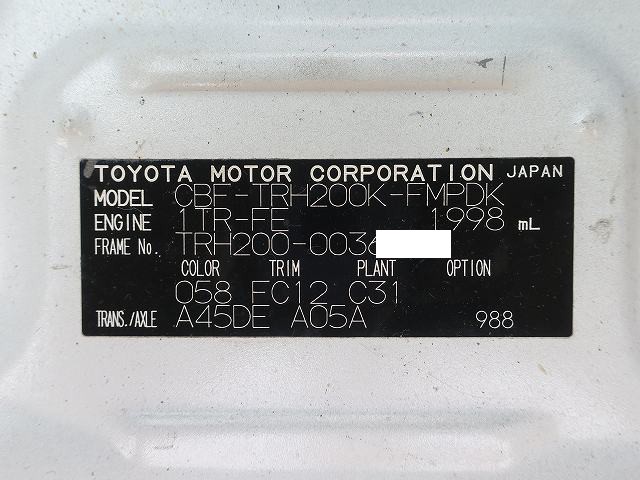 TOYOTA MOTOR CORPORATION JAPAN
MODEL CBF-TRH200K-FMPDK
ENGINE 1TR-FE 1998 mL
FRAME No. TRH200-0036
COLOR TRIM PLANT OPTION
058 FC12 C31
TRANS./AXLE A45DE A05A 988